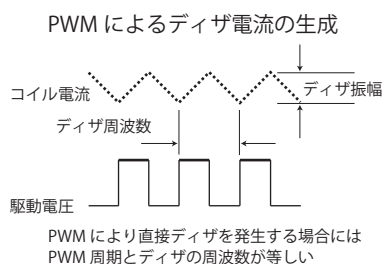 PWM によるディザ電流の生成
コイル電流
ディザ振幅
ディザ周波数
駆動電圧
PWM により直接ディザを発生する場合には
PWM 周期とディザの周波数が等しい